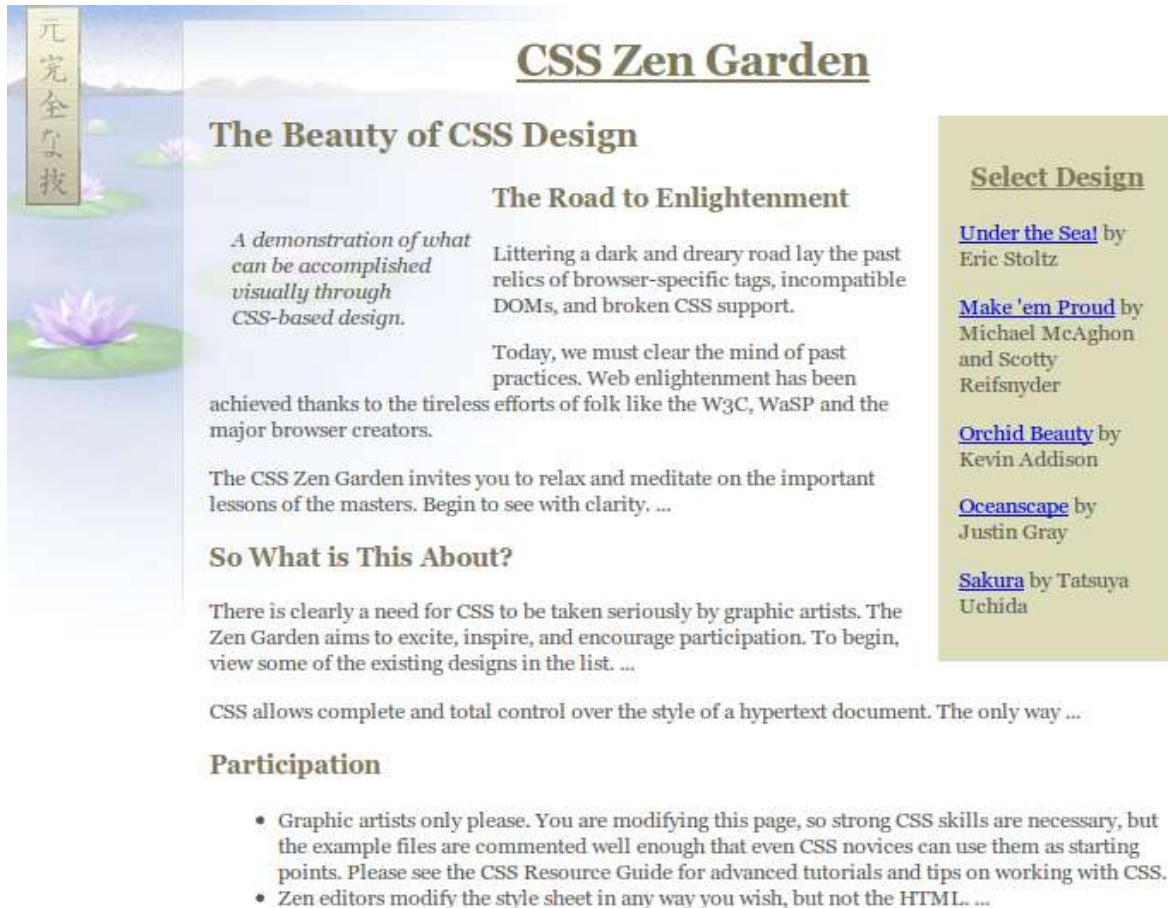 元
完
全
な
技
CSS Zen Garden
The Beauty of CSS Design
A demonstration of what
can be accomplished
visually through
CSS-based design.
The Road to Enlightenment
Littering a dark and dreary road lay the past
relics of browser-specific tags, incompatible
DOMs, and broken CSS support.
Today, we must clear the mind of past
practices. Web enlightenment has been
achieved thanks to the tireless efforts of folk like the W3C, WaSP and the
major browser creators.
The CSS Zen Garden invites you to relax and meditate on the important
lessons of the masters. Begin to see with clarity. ...
So What is This About?
There is clearly a need for CSS to be taken seriously by graphic artists. The
Zen Garden aims to excite, inspire, and encourage participation. To begin,
view some of the existing designs in the list. ...
CSS allows complete and total control over the style of a hypertext document. The only way ...
Participation
• Graphic artists only please. You are modifying this page, so strong CSS skills are necessary, but
the example files are commented well enough that even CSS novices can use them as starting
points. Please see the CSS Resource Guide for advanced tutorials and tips on working with CSS.
• Zen editors modify the style sheet in any way you wish, but not the HTML. ...
Select Design
Under the Sea! by
Eric Stoltz
Make 'em Proud by
Michael McAghon
and Scotty
Reifsnyder
Orchid Beauty by
Kevin Addison
Oceanscape by
Justin Gray
Sakura by Tatsuya
Uchida